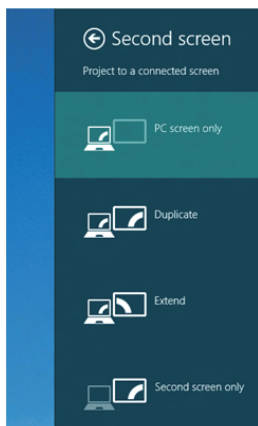 Second screen
Project to a connected screen
PC screen only
Duplicate
Extend
Second screen only